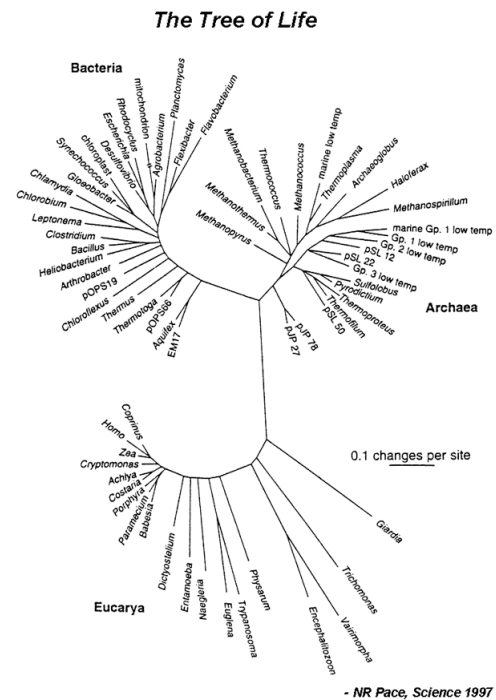 The Tree of Life
Bacteria
Planctomyces
Flavobacterium
mitochondrion
Flexibacter
Agrobacterium
Rhodocyclus
Escherichia
Desulfovibrio
chloroplast
Synechococcus
Gloeobacter
Chlamydia
Chlorobium
Leptonema
Clostridium
Bacillus
Heliobacterium
Arthrobacter
pOPS19
Chloroflexus
Thermus
Thermotoga
pOPS66
Aquifex
EM17
Methanopyrus
Methanothermus
Methanobacterium
Thermococcus
Methanococcus
marine low temp
Thermoplasma
Archaeoglobus
Haloferax
Methanospirillum
marine Gp. 1 low temp
Gp. 1 low temp
Gp. 2 low temp
pSL 12
pSL 22
Gp. 3 low temp
Sulfolobus
Pyrodictium
Thermoproteus
Thermofilum
pSL 50
pJP 78
pJP 27
Archaea
0.1 changes per site
Coprinus
Homo
Zea
Cryptomonas
Achlya
Costaria
Porphyra
Paramecium
Babesia
Dictyostelium
Entamoeba
Naegleria
Euglena
Trypanosoma
Physarum
Encephalitozoon
Vairimorpha
Trichomonas
Giardia
Eucarya
- NR Pace, Science 1997